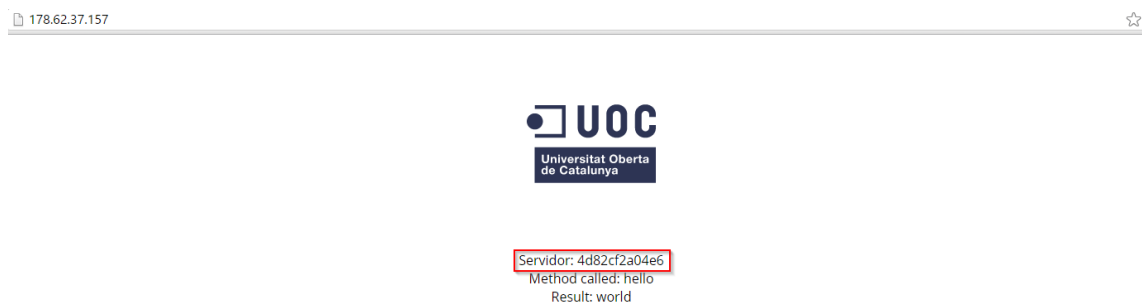 178.62.37.157
UOC
Universitat Oberta
de Catalunya
Servidor: 4d82cf2a04e6
Method called: hello
Result: world